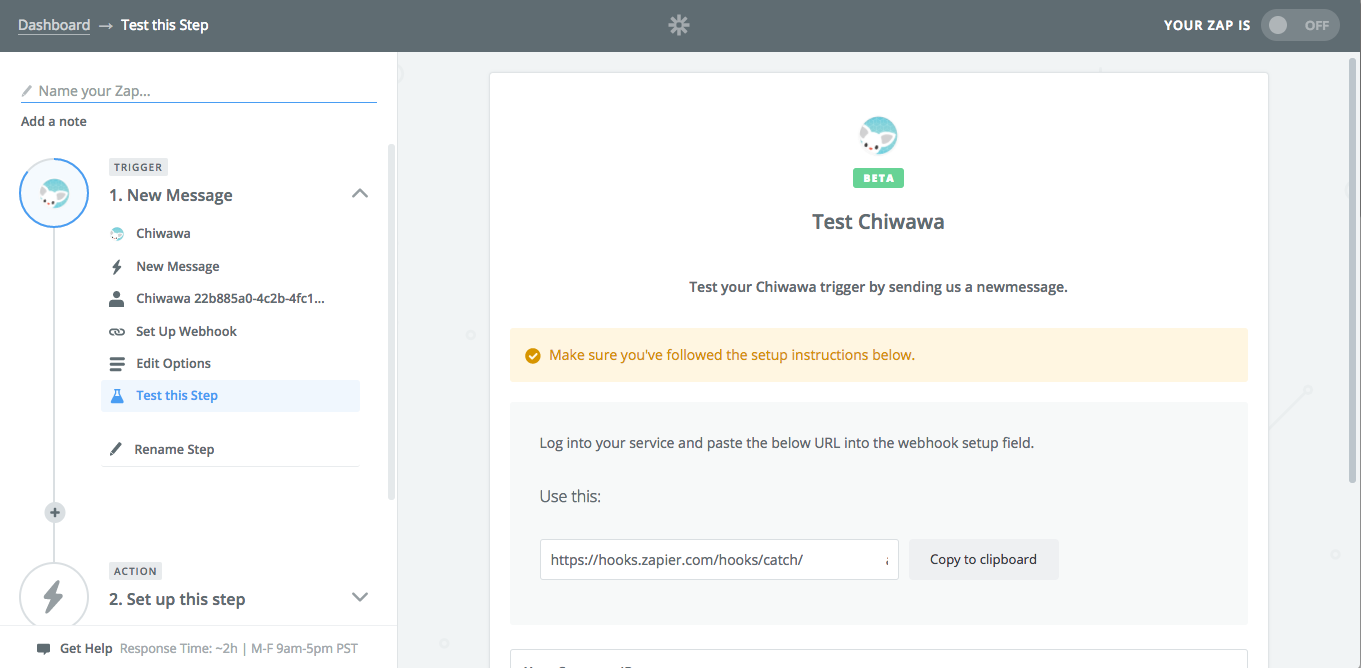 Dashboard → Test this Step
YOUR ZAP IS OFF
Name your Zap...
Add a note
TRIGGER
1. New Message
Chiwawa
New Message
Chiwawa 22b885a0-4c2b-4fc1...
Set Up Webhook
Edit Options
Test this Step
Rename Step
ACTION
2. Set up this step
Get Help Response Time: ~2h | M-F 9am-5pm PST
BETA
Test Chiwawa
Test your Chiwawa trigger by sending us a newmessage.
Make sure you've followed the setup instructions below.
Log into your service and paste the below URL into the webhook setup field.
Use this:
https://hooks.zapier.com/hooks/catch/
Copy to clipboard